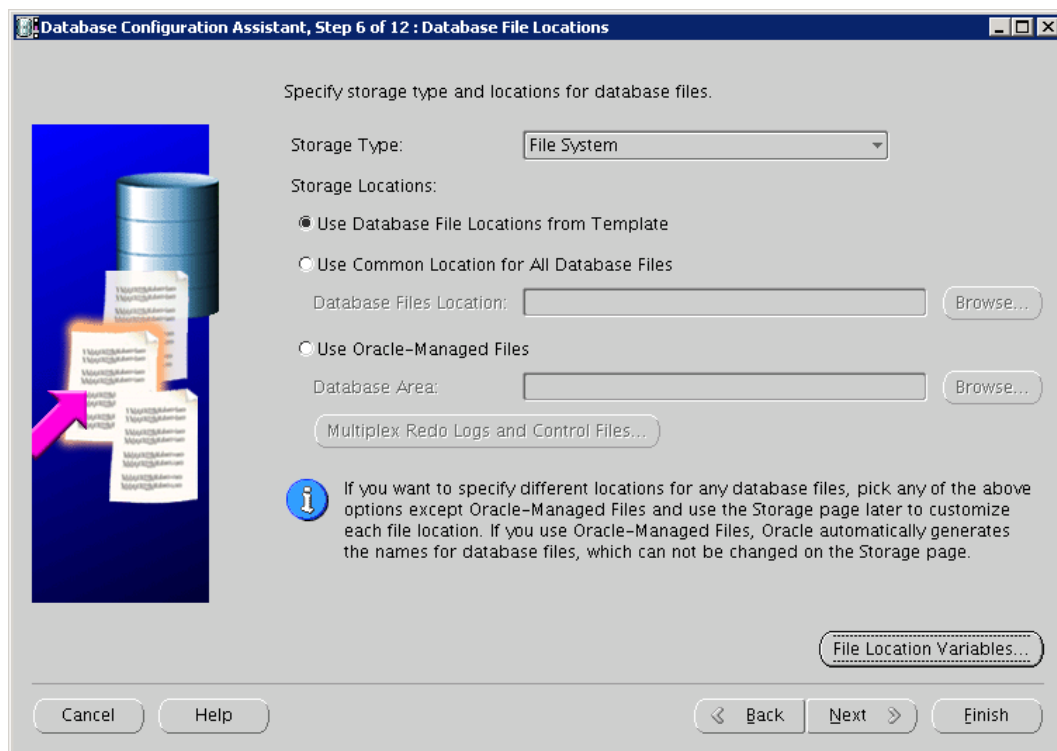 Database Configuration Assistant, Step 6 of 12 : Database File Locations
Specify storage type and locations for database files.
Storage Type:
File System
Storage Locations:
Use Database File Locations from Template
Use Common Location for All Database Files
Database Files Location:
Browse...
Use Oracle-Managed Files
Database Area:
Browse...
Multiplex Redo Logs and Control Files...
If you want to specify different locations for any database files, pick any of the above
options except Oracle-Managed Files and use the Storage page later to customize
each file location. If you use Oracle-Managed Files, Oracle automatically generates
the names for database files, which can not be changed on the Storage page.
File Location Variables...
Cancel
Help
Back
Next
Finish